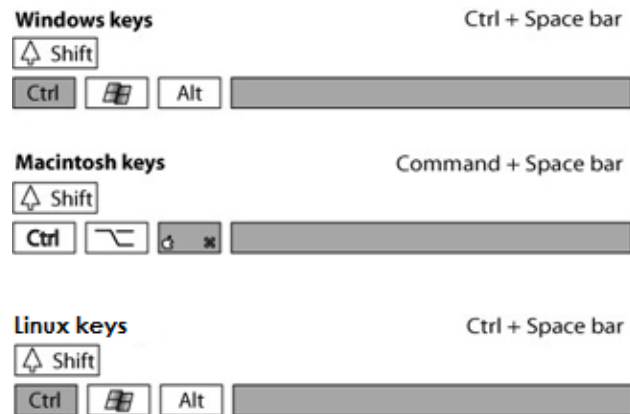 Windows keys Ctrl + Space bar
Shift
Ctrl Alt
Macintosh keys Command + Space bar
Shift
Ctrl
Linux keys Ctrl + Space bar
Shift
Ctrl Alt